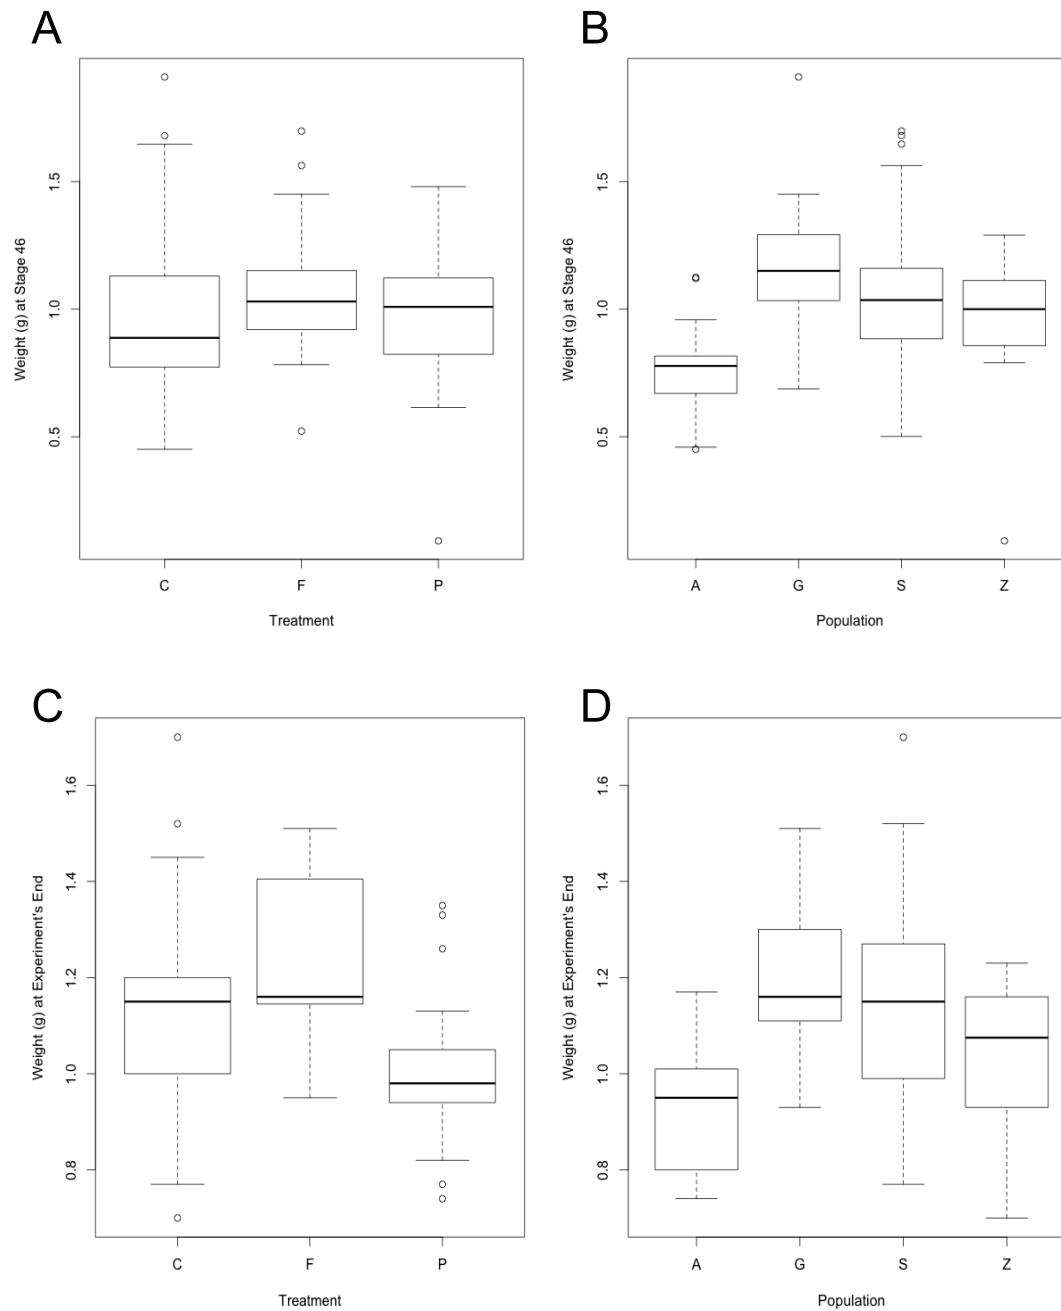 A
Weight (g) at Stage 46
1.5
1.0
0.5
C F P
Treatment
B
Weight (g) at Stage 46
1.5
1.0
0.5
A G S Z
Population
C
Weight (g) at Experiment's End
1.6
1.4
1.2
1.0
0.8
C F P
Treatment
D
Weight (g) at Experiment's End
1.6
1.4
1.2
1.0
0.8
A G S Z
Population